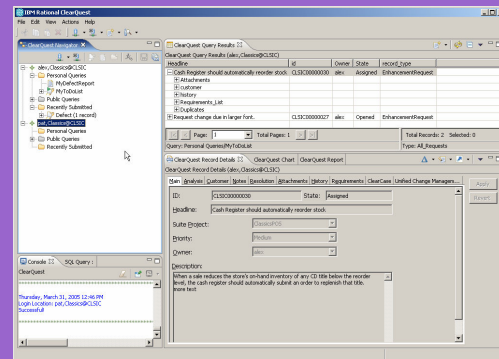 IBM Rational ClearQuest
File Edit View Actions Help
ClearQuest Navigator
alex,Classics@CLSIC
Personal Queries
MyDefectReport
MyToDoList
Public Queries
Recently Submitted
Defect (1 record)
pat,Classics@CLSIC
Personal Queries
Public Queries
Recently Submitted
ClearQuest Query Results
ClearQuest Query Results (alex,Classics@CLSIC)
Headline id Owner State record_type
Cash Register should automatically reorder stock CLSIC00000030 alex Assigned EnhancementRequest
Attachments
customer
history
Requirements_List
Duplicates
Request change due in larger font. CLSIC00000027 alex Opened EnhancementRequest
Page: 1 Total Pages: 1 Total Records: 2 Selected: 0
Query: Personal Queries/MyToDoList Type: All_Requests
ClearQuest Record Details ClearQuest Chart ClearQuest Report
ClearQuest Record Details (alex,Classics@CLSIC)
Main Analysis Customer Notes Resolution Attachments History Requirements ClearCase Unified Change Managem...
ID: CLSIC00000030 State: Assigned
Headline: Cash Register should automatically reorder stock
Suite Project: ClassicsPOS
Priority: Medium
Owner: alex
Description:
When a sale reduces the store's on-hand inventory of any CD title below the reorder
level, the cash register should automatically submit an order to replenish that title.
more text
Apply
Revert
Console SQL Query :
ClearQuest
Thursday, March 31, 2005 12:46 PM
Login Location: pat,Classics@CLSIC
Successful!